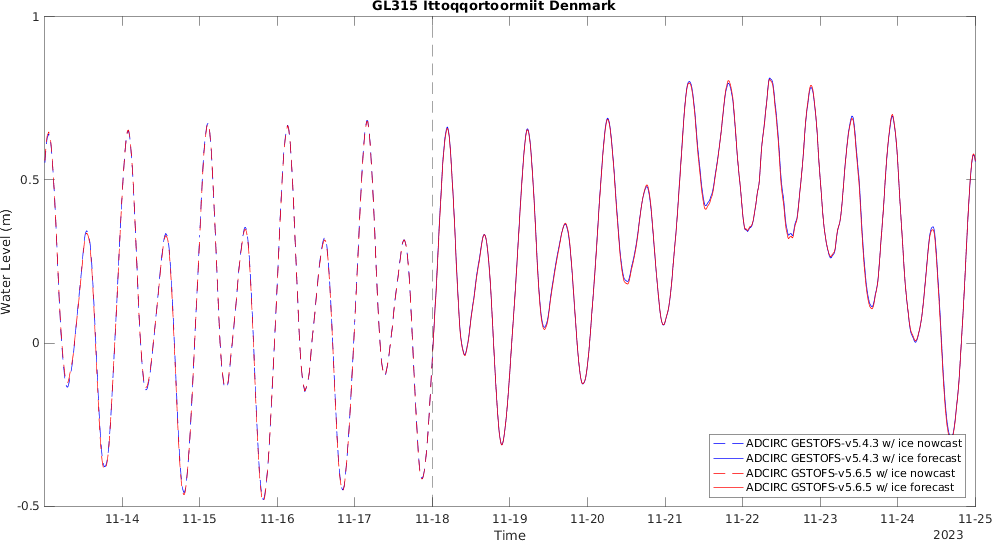 GL315 Ittoqqortoormiit Denmark
1
0.5
0
-0.5
Water Level (m)
11-14 11-15 11-16 11-17 11-18 11-19 11-20 11-21 11-22 11-23 11-24 11-25
Time
2023
ADCIRC GESTOFS-v5.4.3 w/ ice nowcast
ADCIRC GESTOFS-v5.4.3 w/ ice forecast
ADCIRC GSTOFS-v5.6.5 w/ ice nowcast
ADCIRC GSTOFS-v5.6.5 w/ ice forecast